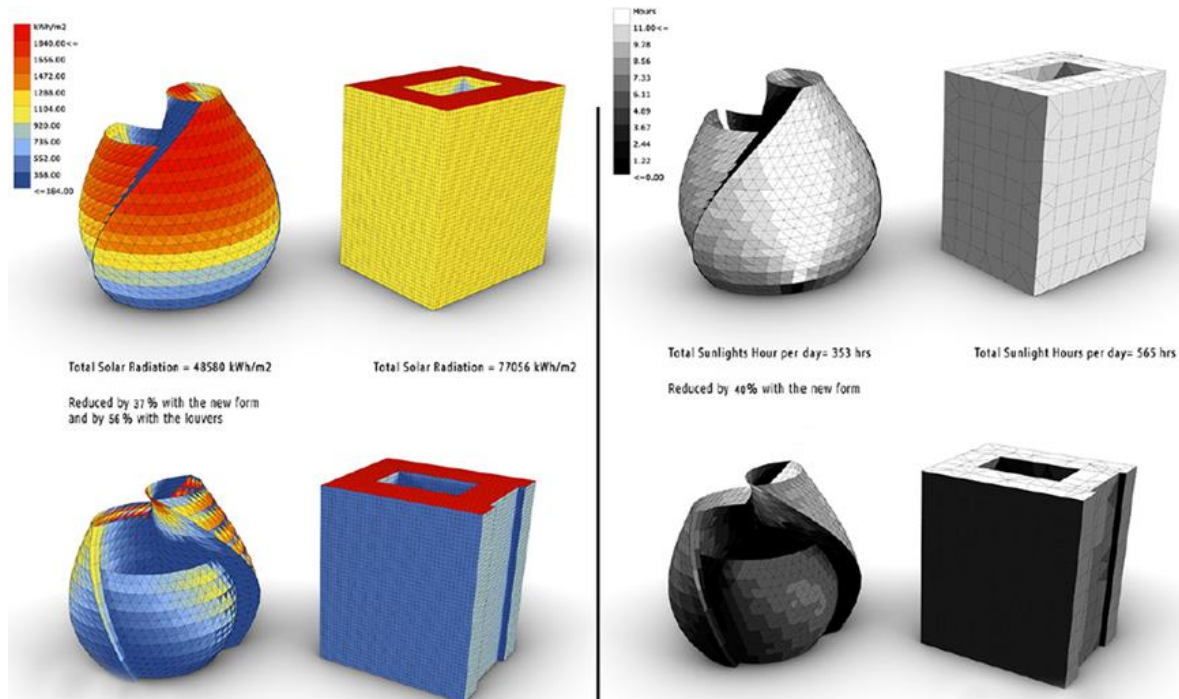 kWh/m2
1840.00<=
1656.00
1472.00
1288.00
1104.00
920.00
736.00
552.00
368.00
<=184.00
Total Solar Radiation = 48580 kWh/m2
Total Solar Radiation = 77056 kWh/m2
Reduced by 37% with the new form
and by 56% with the louvers
Hours
11.00<=
9.78
8.56
7.33
6.11
4.89
3.67
2.44
1.22
<=0.00
Total Sunlights Hour per day= 353 hrs
Total Sunlight Hours per day= 565 hrs
Reduced by 40% with the new form